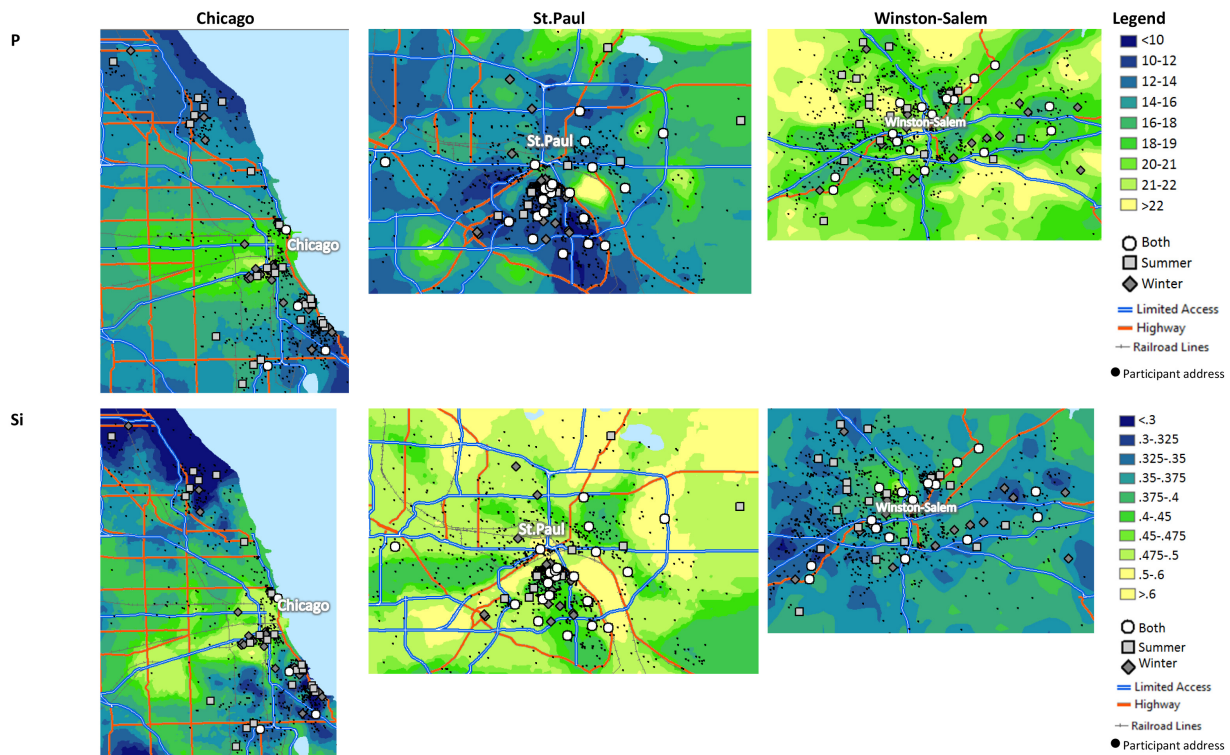 Chicago St.Paul Winston-Salem Legend
P
<10
10-12
12-14
14-16
16-18
18-19
20-21
21-22
>22
Both
Summer
Winter
Limited Access
Highway
Railroad Lines
Participant address
Chicago
St.Paul
Winston-Salem
Si
<.3
.3-.325
.325-.35
.35-.375
.375-.4
.4-.45
.45-.475
.475-.5
.5-.6
>.6
Both
Summer
Winter
Limited Access
Highway
Railroad Lines
Participant address
Chicago
St.Paul
Winston-Salem